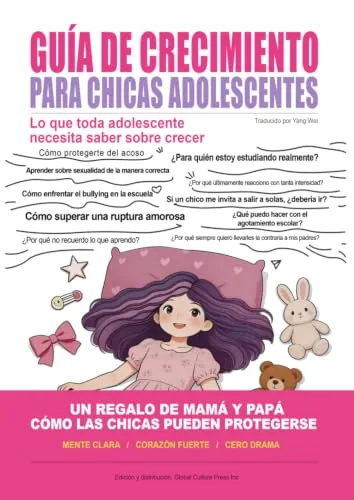 GUÍA DE CRECIMIENTO
PARA CHICAS ADOLESCENTES
Lo que toda adolescente
necesita saber sobre crecer
Traducido por Yang Wei
Cómo protegerte del acoso
¿Para quién estoy estudiando realmente?
Aprender sobre sexualidad de la manera correcta
¿Por qué últimamente reacciono con tanta intensidad?
Cómo enfrentar el bullying en la escuela
Si un chico me invita a salir a solas, ¿debería ir?
Cómo superar una ruptura amorosa
¿Qué puedo hacer con el
agotamiento escolar?
¿Por qué no recuerdo lo que aprendo?
¿Por qué siempre quiero llevarles la contraria a mis padres?
UN REGALO DE MAMÁ Y PAPÁ
CÓMO LAS CHICAS PUEDEN PROTEGERSE
MENTE CLARA / CORAZÓN FUERTE / CERO DRAMA
Edición y distribución: Global Culture Press Inc